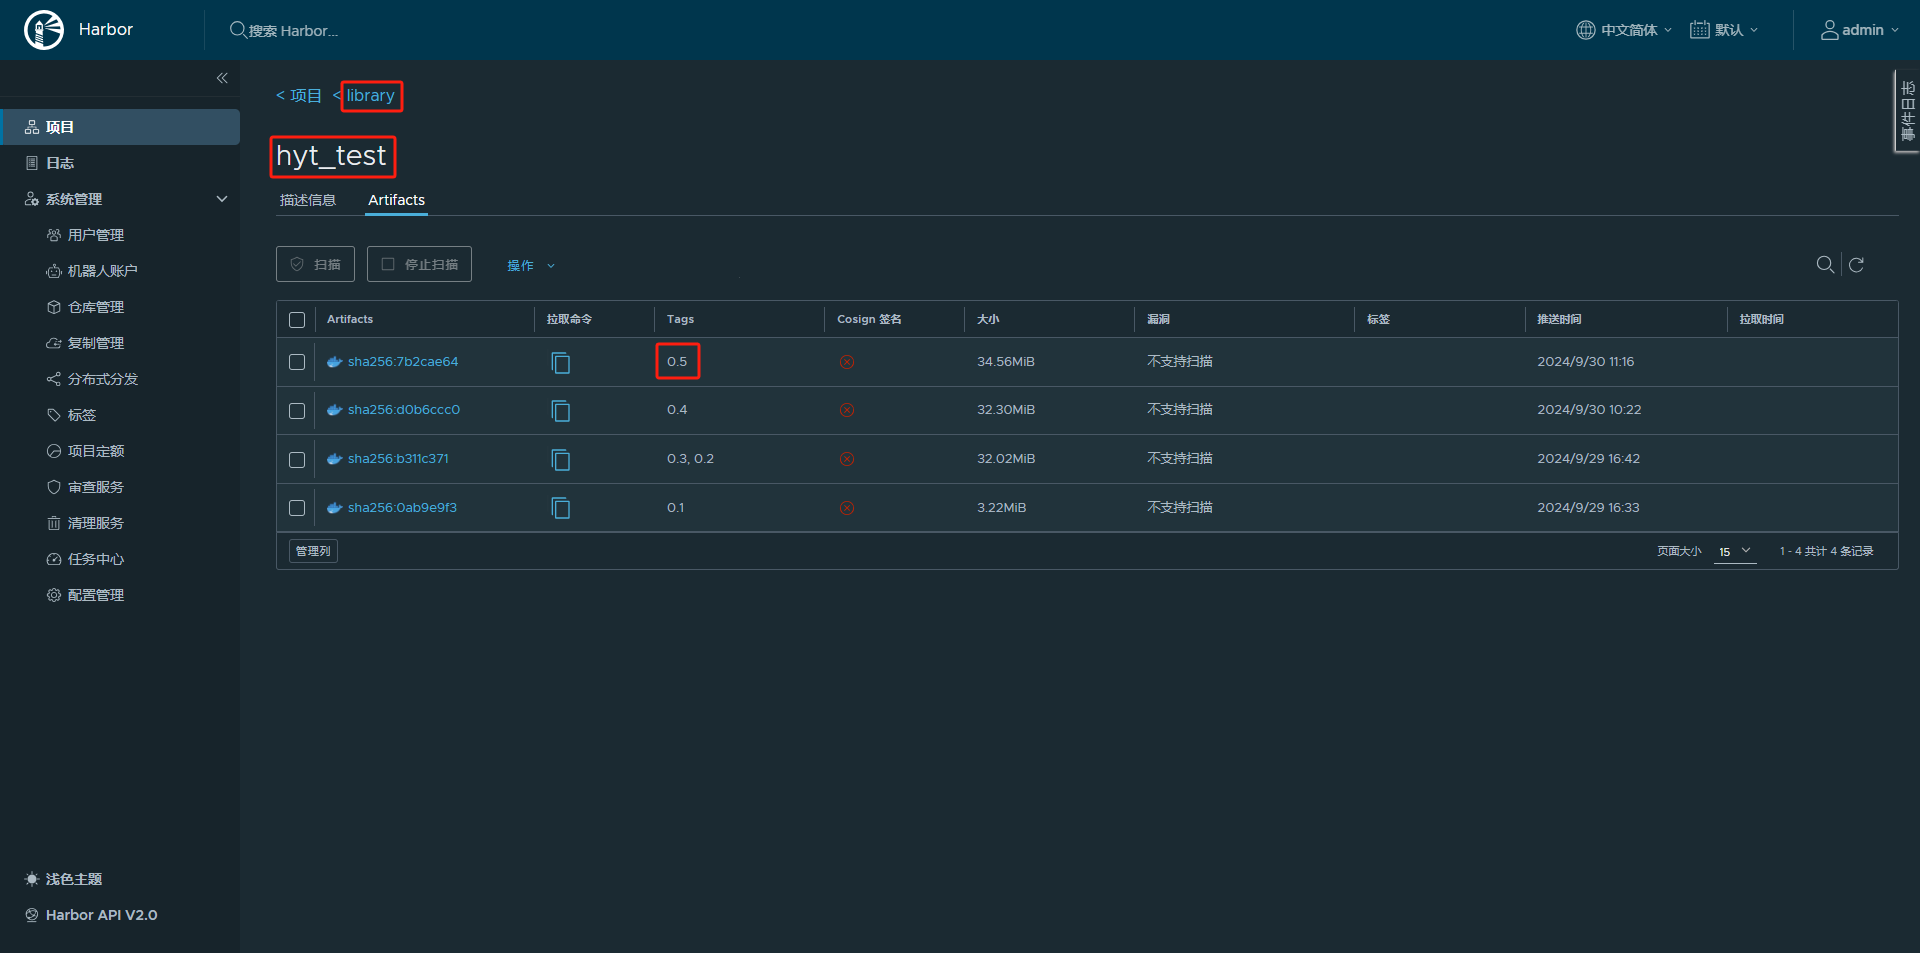 Harbor
搜索 Harbor...
中文简体
默认
admin
事件日志
项目
日志
系统管理
用户管理
机器人账户
仓库管理
复制管理
分布式分发
标签
项目定额
审查服务
清理服务
任务中心
配置管理
浅色主题
Harbor API V2.0
< 项目 < library
hyt_test
描述信息 Artifacts
扫描 停止扫描 操作
Artifacts 拉取命令 Tags Cosign 签名 大小 漏洞 标签 推送时间 拉取时间
sha256:7b2cae64 0.5 34.56MiB 不支持扫描 2024/9/30 11:16
sha256:d0b6ccc0 0.4 32.30MiB 不支持扫描 2024/9/30 10:22
sha256:b311c371 0.3, 0.2 32.02MiB 不支持扫描 2024/9/29 16:42
sha256:0ab9e9f3 0.1 3.22MiB 不支持扫描 2024/9/29 16:33
管理列 页面大小 15 1 - 4 共计 4 条记录